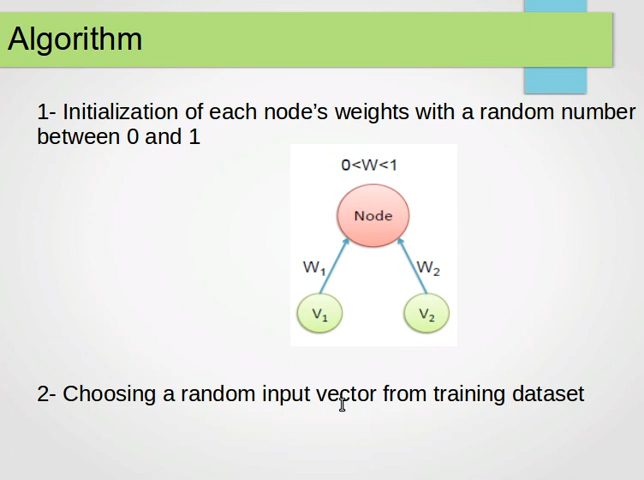 Algorithm
1- Initialization of each node's weights with a random number
between 0 and 1
0<W<1
Node
W₁ W₂
V₁ V₂
2- Choosing a random input vector from training dataset